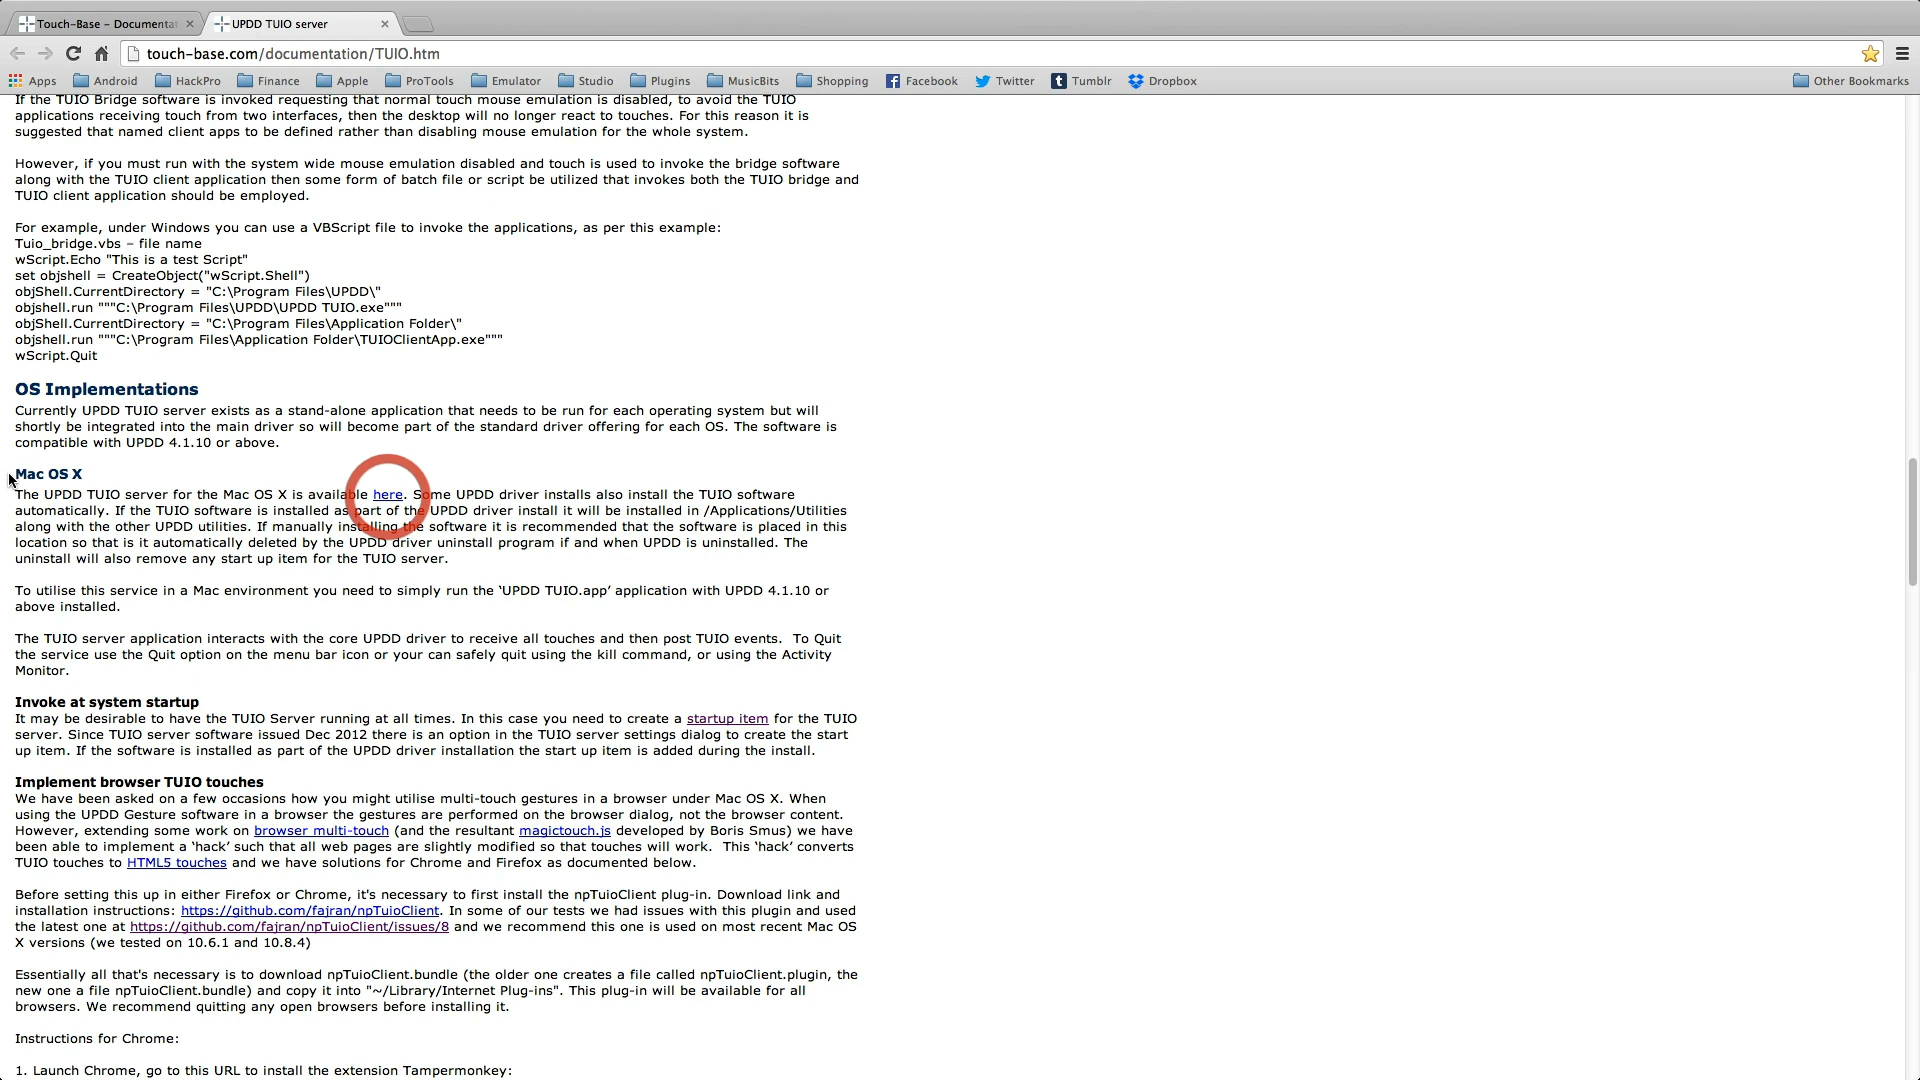 Touch-Base – Documentat
UPDD TUIO server
touch-base.com/documentation/TUIO.htm
Apps Android HackPro Finance Apple ProTools Emulator Studio Plugins MusicBits Shopping Facebook Twitter Tumblr Dropbox Other Bookmarks
If the TUIO Bridge software is invoked requesting that normal touch mouse emulation is disabled, to avoid the TUIO
applications receiving touch from two interfaces, then the desktop will no longer react to touches. For this reason it is
suggested that named client apps to be defined rather than disabling mouse emulation for the whole system.
However, if you must run with the system wide mouse emulation disabled and touch is used to invoke the bridge software
along with the TUIO client application then some form of batch file or script be utilized that invokes both the TUIO bridge and
TUIO client application should be employed.
For example, under Windows you can use a VBScript file to invoke the applications, as per this example:
Tuio_bridge.vbs – file name
wScript.Echo "This is a test Script"
set objshell = CreateObject("wScript.Shell")
objShell.CurrentDirectory = "C:\Program Files\UPDD\"
objshell.run """C:\Program Files\UPDD\UPDD TUIO.exe"""
objShell.CurrentDirectory = "C:\Program Files\Application Folder\"
objshell.run """C:\Program Files\Application Folder\TUIOClientApp.exe"""
wScript.Quit
OS Implementations
Currently UPDD TUIO server exists as a stand-alone application that needs to be run for each operating system but will
shortly be integrated into the main driver so will become part of the standard driver offering for each OS. The software is
compatible with UPDD 4.1.10 or above.
Mac OS X
The UPDD TUIO server for the Mac OS X is available here. Some UPDD driver installs also install the TUIO software
automatically. If the TUIO software is installed as part of the UPDD driver install it will be installed in /Applications/Utilities
along with the other UPDD utilities. If manually installing the software it is recommended that the software is placed in this
location so that is it automatically deleted by the UPDD driver uninstall program if and when UPDD is uninstalled. The
uninstall will also remove any start up item for the TUIO server.
To utilise this service in a Mac environment you need to simply run the ‘UPDD TUIO.app’ application with UPDD 4.1.10 or
above installed.
The TUIO server application interacts with the core UPDD driver to receive all touches and then post TUIO events.  To Quit
the service use the Quit option on the menu bar icon or your can safely quit using the kill command, or using the Activity
Monitor.
Invoke at system startup
It may be desirable to have the TUIO Server running at all times. In this case you need to create a startup item for the TUIO
server. Since TUIO server software issued Dec 2012 there is an option in the TUIO server settings dialog to create the start
up item. If the software is installed as part of the UPDD driver installation the start up item is added during the install.
Implement browser TUIO touches
We have been asked on a few occasions how you might utilise multi-touch gestures in a browser under Mac OS X. When
using the UPDD Gesture software in a browser the gestures are performed on the browser dialog, not the browser content.
However, extending some work on browser multi-touch (and the resultant magictouch.js developed by Boris Smus) we have
been able to implement a ‘hack’ such that all web pages are slightly modified so that touches will work.  This ‘hack’ converts
TUIO touches to HTML5 touches and we have solutions for Chrome and Firefox as documented below.
Before setting this up in either Firefox or Chrome, it's necessary to first install the npTuioClient plug-in. Download link and
installation instructions: https://github.com/fajran/npTuioClient. In some of our tests we had issues with this plugin and used
the latest one at https://github.com/fajran/npTuioClient/issues/8 and we recommend this one is used on most recent Mac OS
X versions (we tested on 10.6.1 and 10.8.4)
Essentially all that's necessary is to download npTuioClient.bundle (the older one creates a file called npTuioClient.plugin, the
new one a file npTuioClient.bundle) and copy it into "~/Library/Internet Plug-ins". This plug-in will be available for all
browsers. We recommend quitting any open browsers before installing it.
Instructions for Chrome:
1. Launch Chrome, go to this URL to install the extension Tampermonkey: